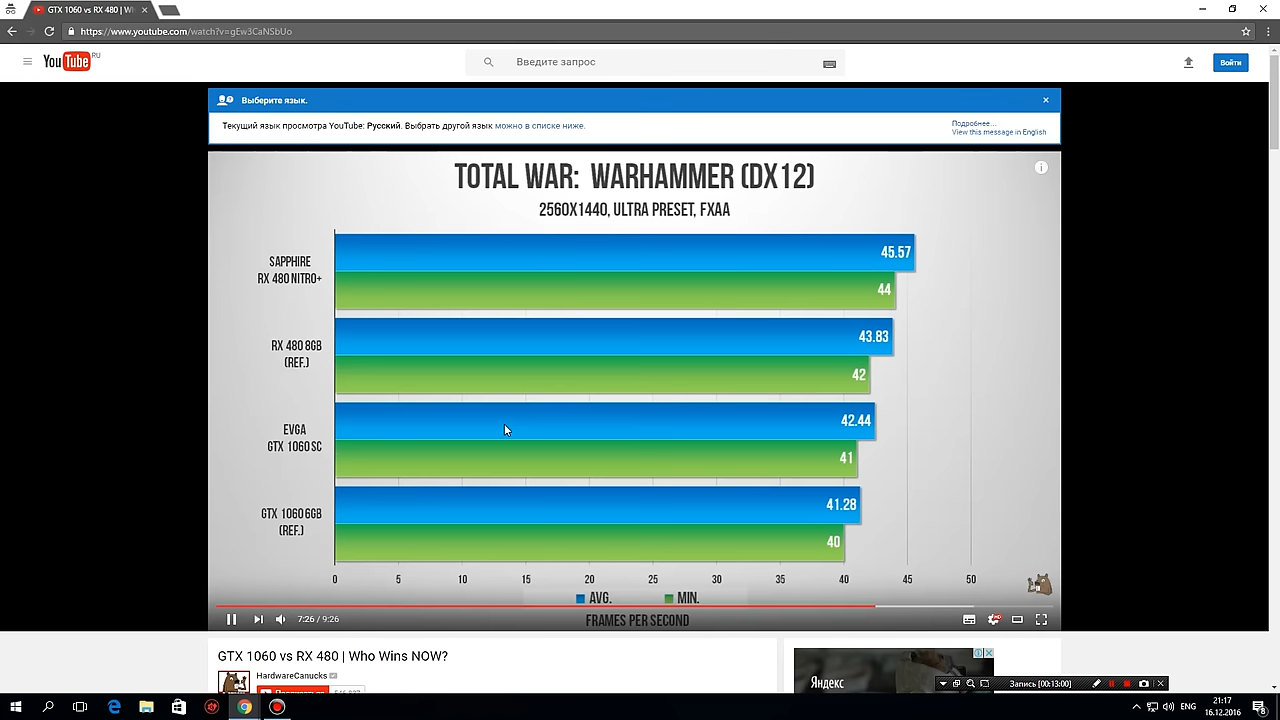 GTX 1060 vs RX 480 | Wh
https://www.youtube.com/watch?v=gEw3CaNSbUo
YouTube RU
Введите запрос
Войти
Выберите язык.
Текущий язык просмотра YouTube: Русский. Выбрать другой язык можно в списке ниже.
Подробнее...
View this message in English
TOTAL WAR: WARHAMMER (DX12)
2560X1440, ULTRA PRESET, FXAA
SAPPHIRE
RX 480 NITRO+
45.57
44
RX 480 8GB
(REF.)
43.83
42
EVGA
GTX 1060 SC
42.44
41
GTX 1060 6GB
(REF.)
41.28
40
0 5 10 15 20 25 30 35 40 45 50
AVG. MIN.
FRAMES PER SECOND
7:26 / 9:26
GTX 1060 vs RX 480 | Who Wins NOW?
HardwareCanucks
Яндекс
Запись [00:13:00]
ENG
21:17
16.12.2016